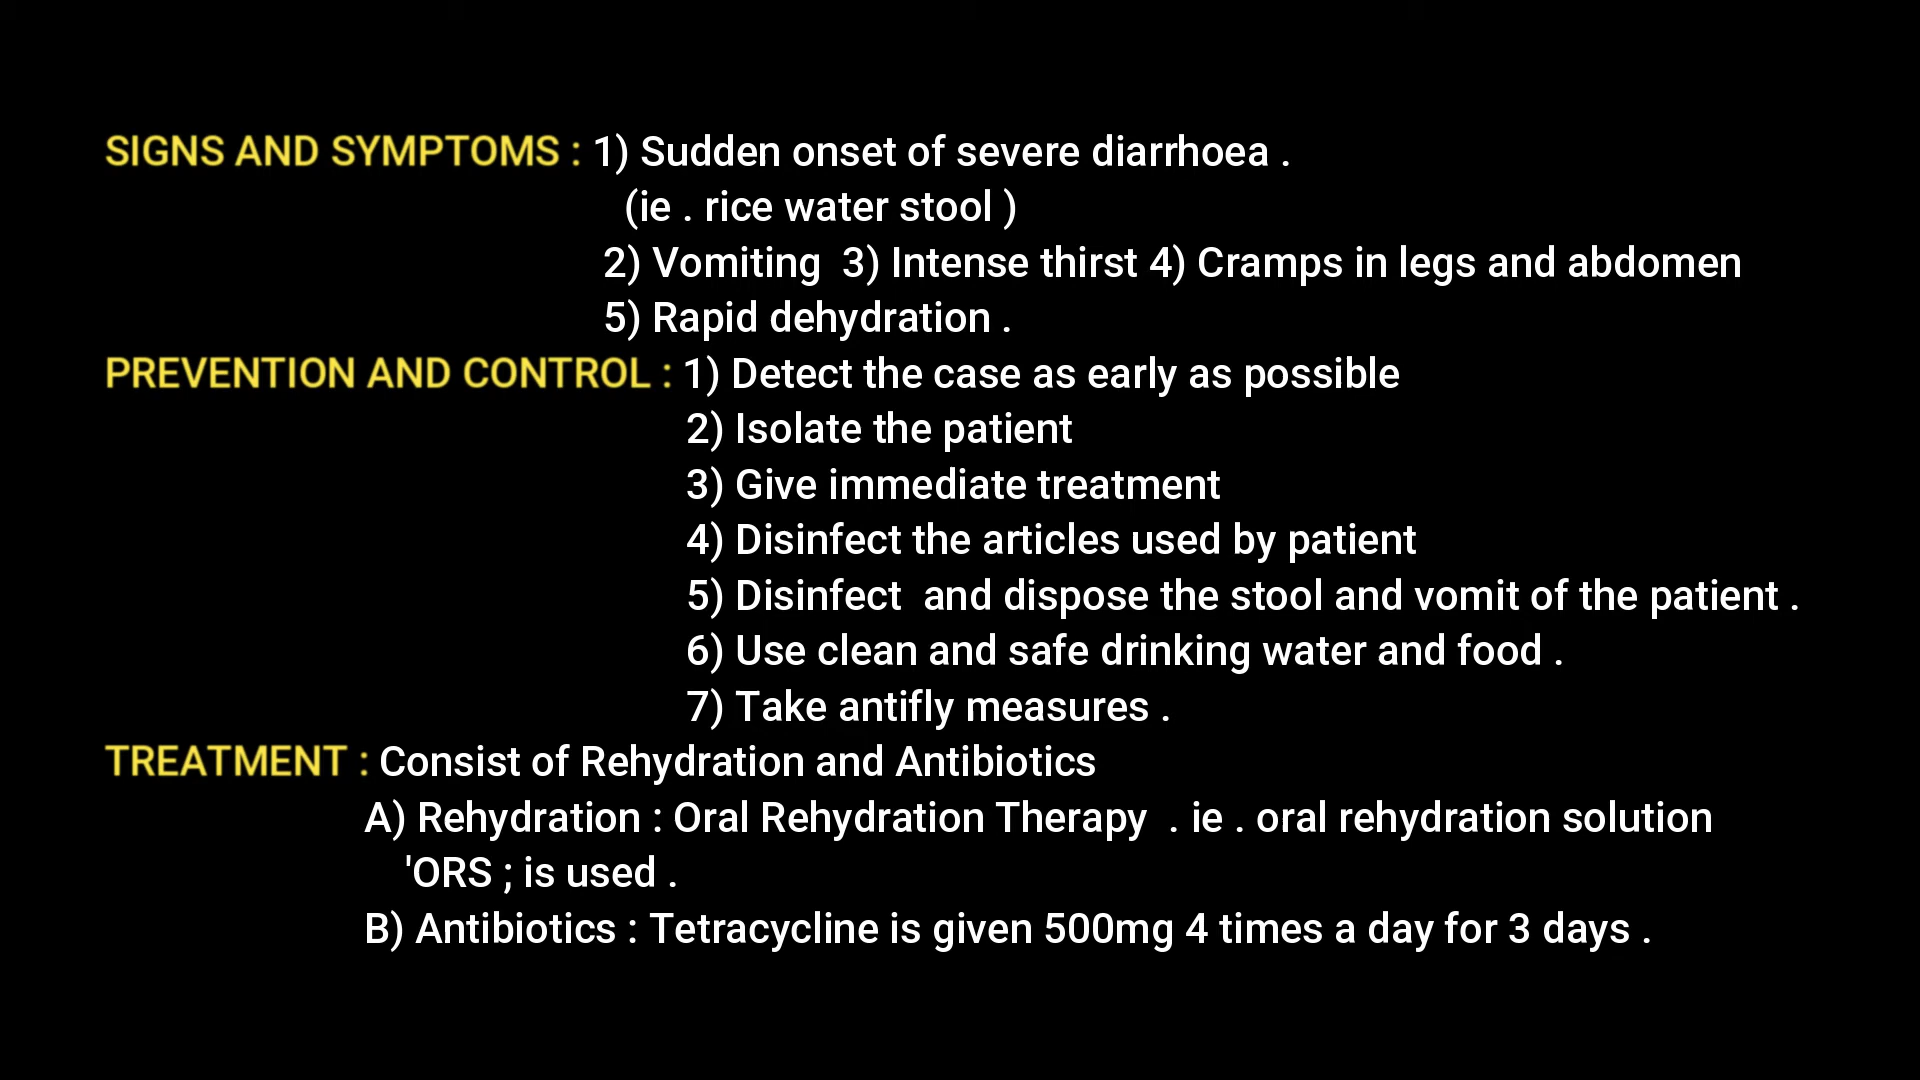 SIGNS AND SYMPTOMS : 1) Sudden onset of severe diarrhoea .
(ie . rice water stool )
2) Vomiting  3) Intense thirst 4) Cramps in legs and abdomen
5) Rapid dehydration .
PREVENTION AND CONTROL : 1) Detect the case as early as possible
2) Isolate the patient
3) Give immediate treatment
4) Disinfect the articles used by patient
5) Disinfect  and dispose the stool and vomit of the patient .
6) Use clean and safe drinking water and food .
7) Take antifly measures .
TREATMENT : Consist of Rehydration and Antibiotics
A) Rehydration : Oral Rehydration Therapy  . ie . oral rehydration solution
'ORS ; is used .
B) Antibiotics : Tetracycline is given 500mg 4 times a day for 3 days .